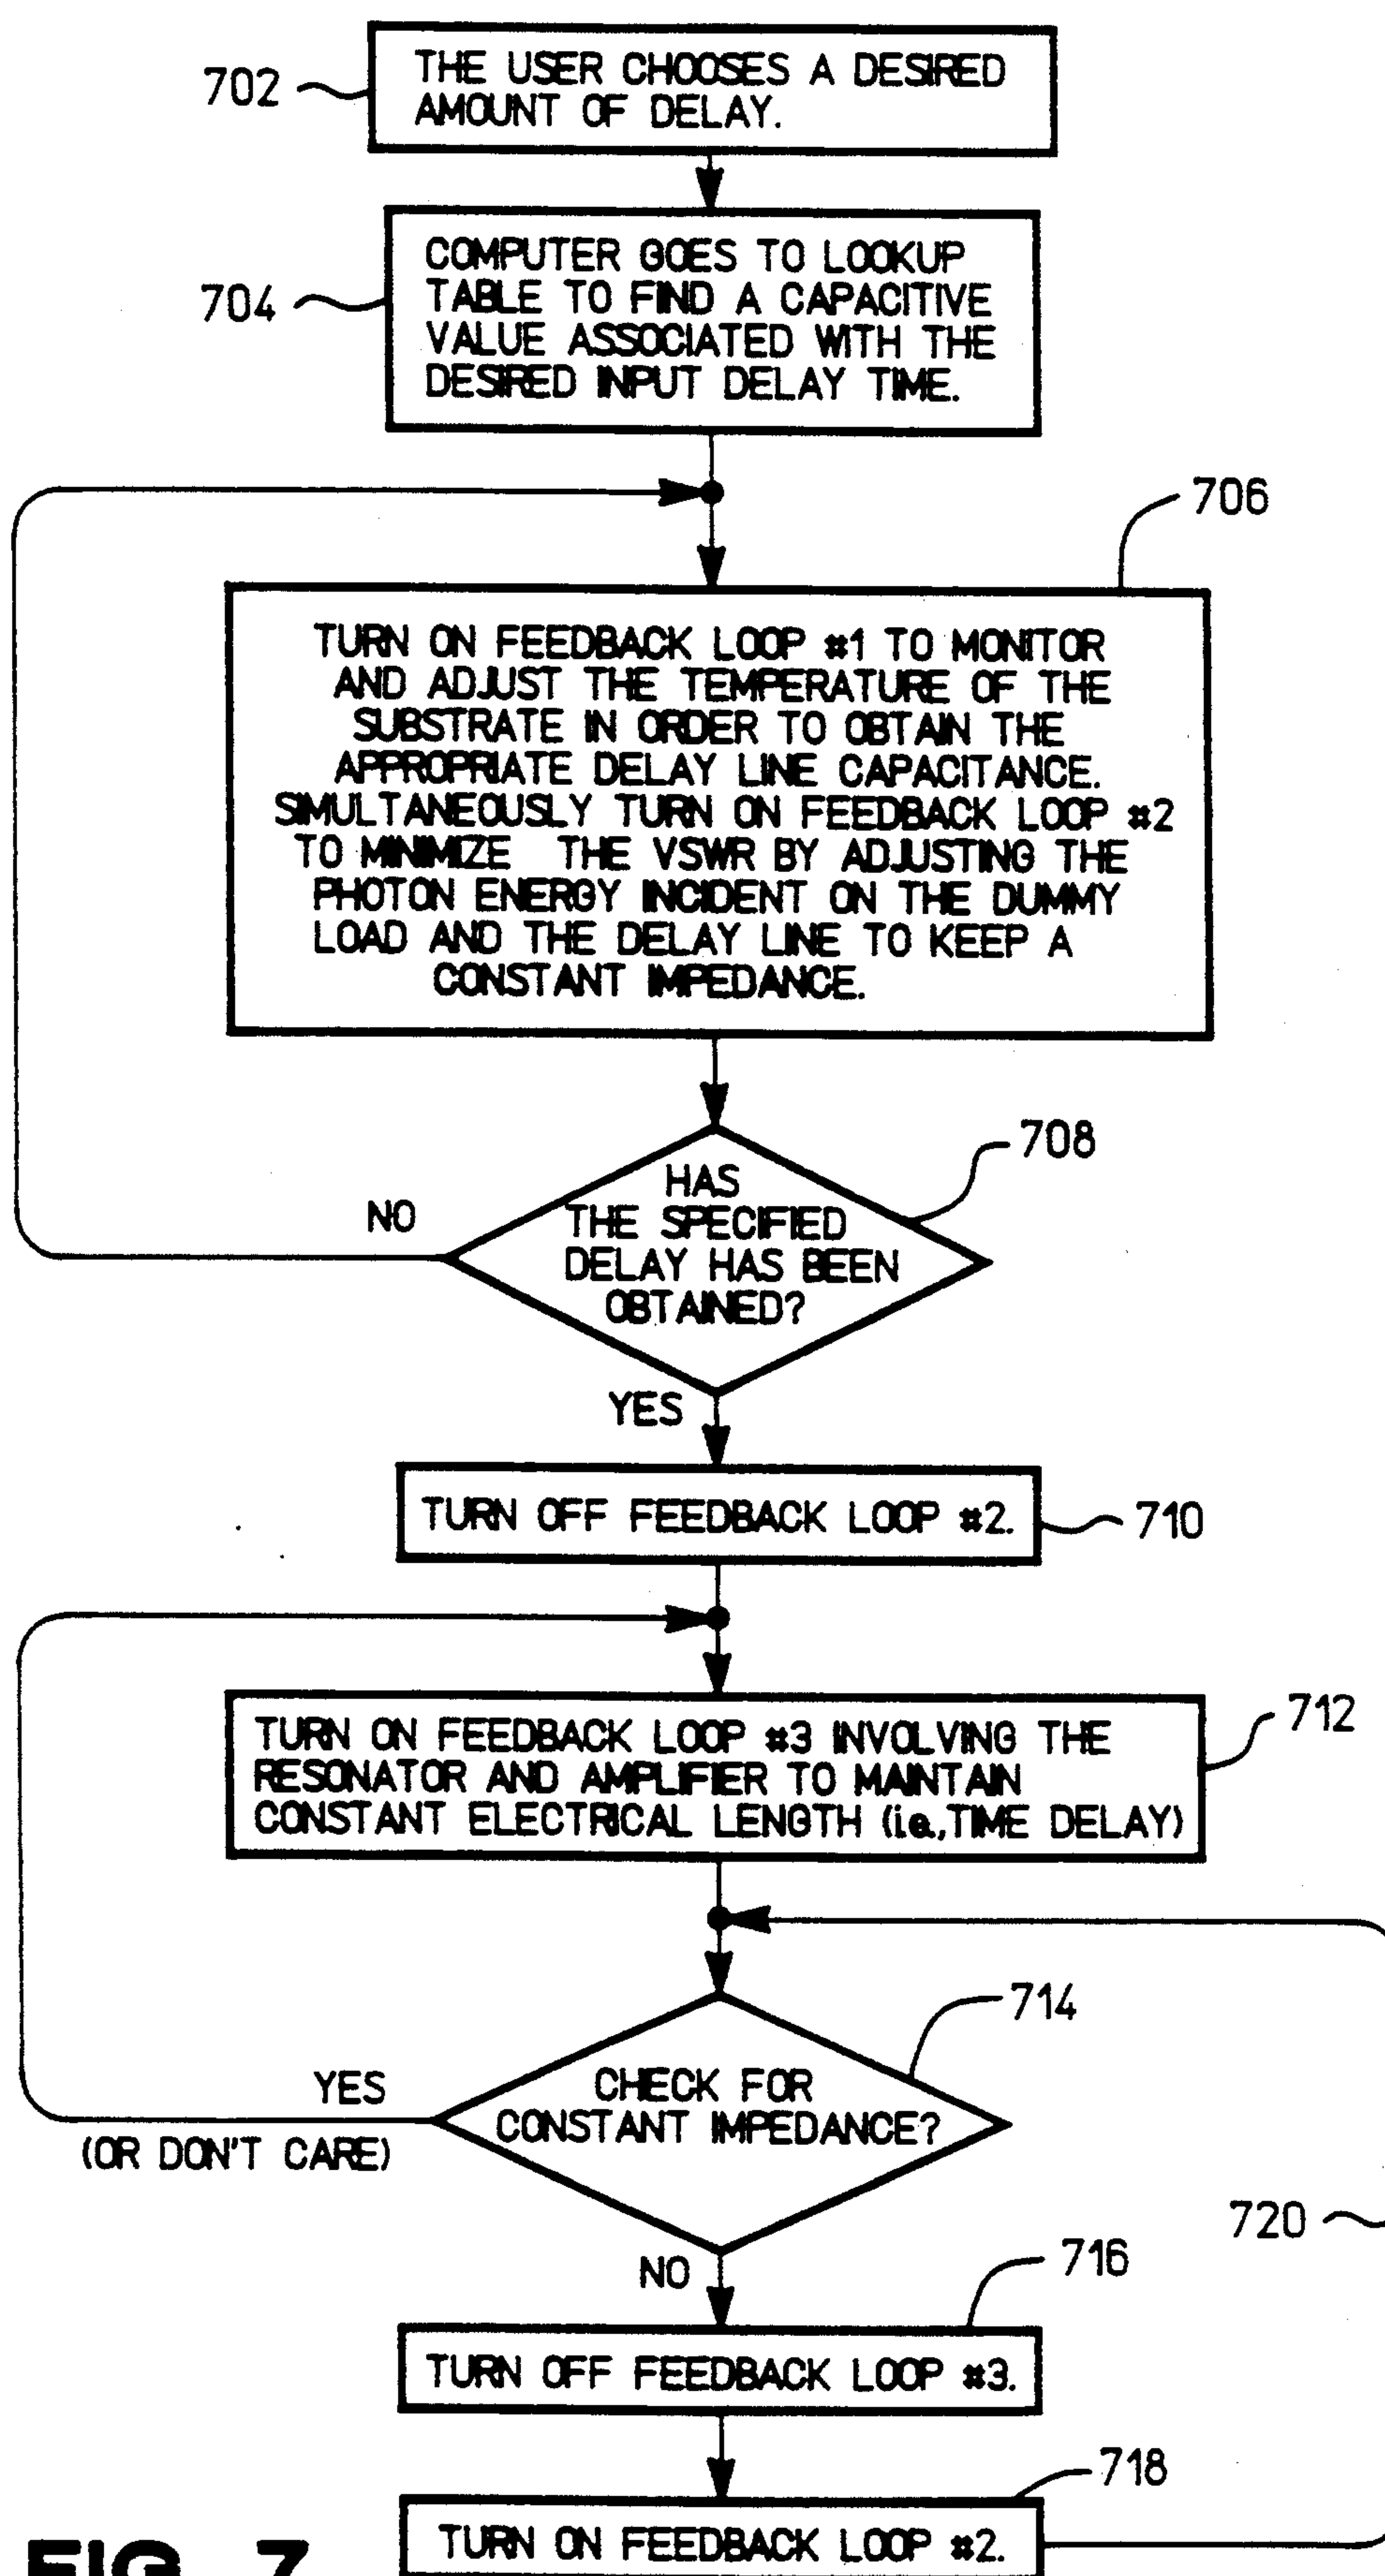 702
THE USER CHOOSES A DESIRED
AMOUNT OF DELAY.
704
COMPUTER GOES TO LOOKUP
TABLE TO FIND A CAPACITIVE
VALUE ASSOCIATED WITH THE
DESIRED INPUT DELAY TIME.
706
TURN ON FEEDBACK LOOP #1 TO MONITOR
AND ADJUST THE TEMPERATURE OF THE
SUBSTRATE IN ORDER TO OBTAIN THE
APPROPRIATE DELAY LINE CAPACITANCE.
SIMULTANEOUSLY TURN ON FEEDBACK LOOP #2
TO MINIMIZE THE VSWR BY ADJUSTING THE
PHOTON ENERGY INCIDENT ON THE DUMMY
LOAD AND THE DELAY LINE TO KEEP A
CONSTANT IMPEDANCE.
708
HAS
THE SPECIFIED
DELAY HAS BEEN
OBTAINED?
NO
YES
TURN OFF FEEDBACK LOOP #2.
710
712
TURN ON FEEDBACK LOOP #3 INVOLVING THE
RESONATOR AND AMPLIFIER TO MAINTAIN
CONSTANT ELECTRICAL LENGTH (i.e.,TIME DELAY)
714
CHECK FOR
CONSTANT IMPEDANCE?
YES
(OR DON'T CARE)
720
NO
716
TURN OFF FEEDBACK LOOP #3.
718
TURN ON FEEDBACK LOOP #2.
FIG. 7